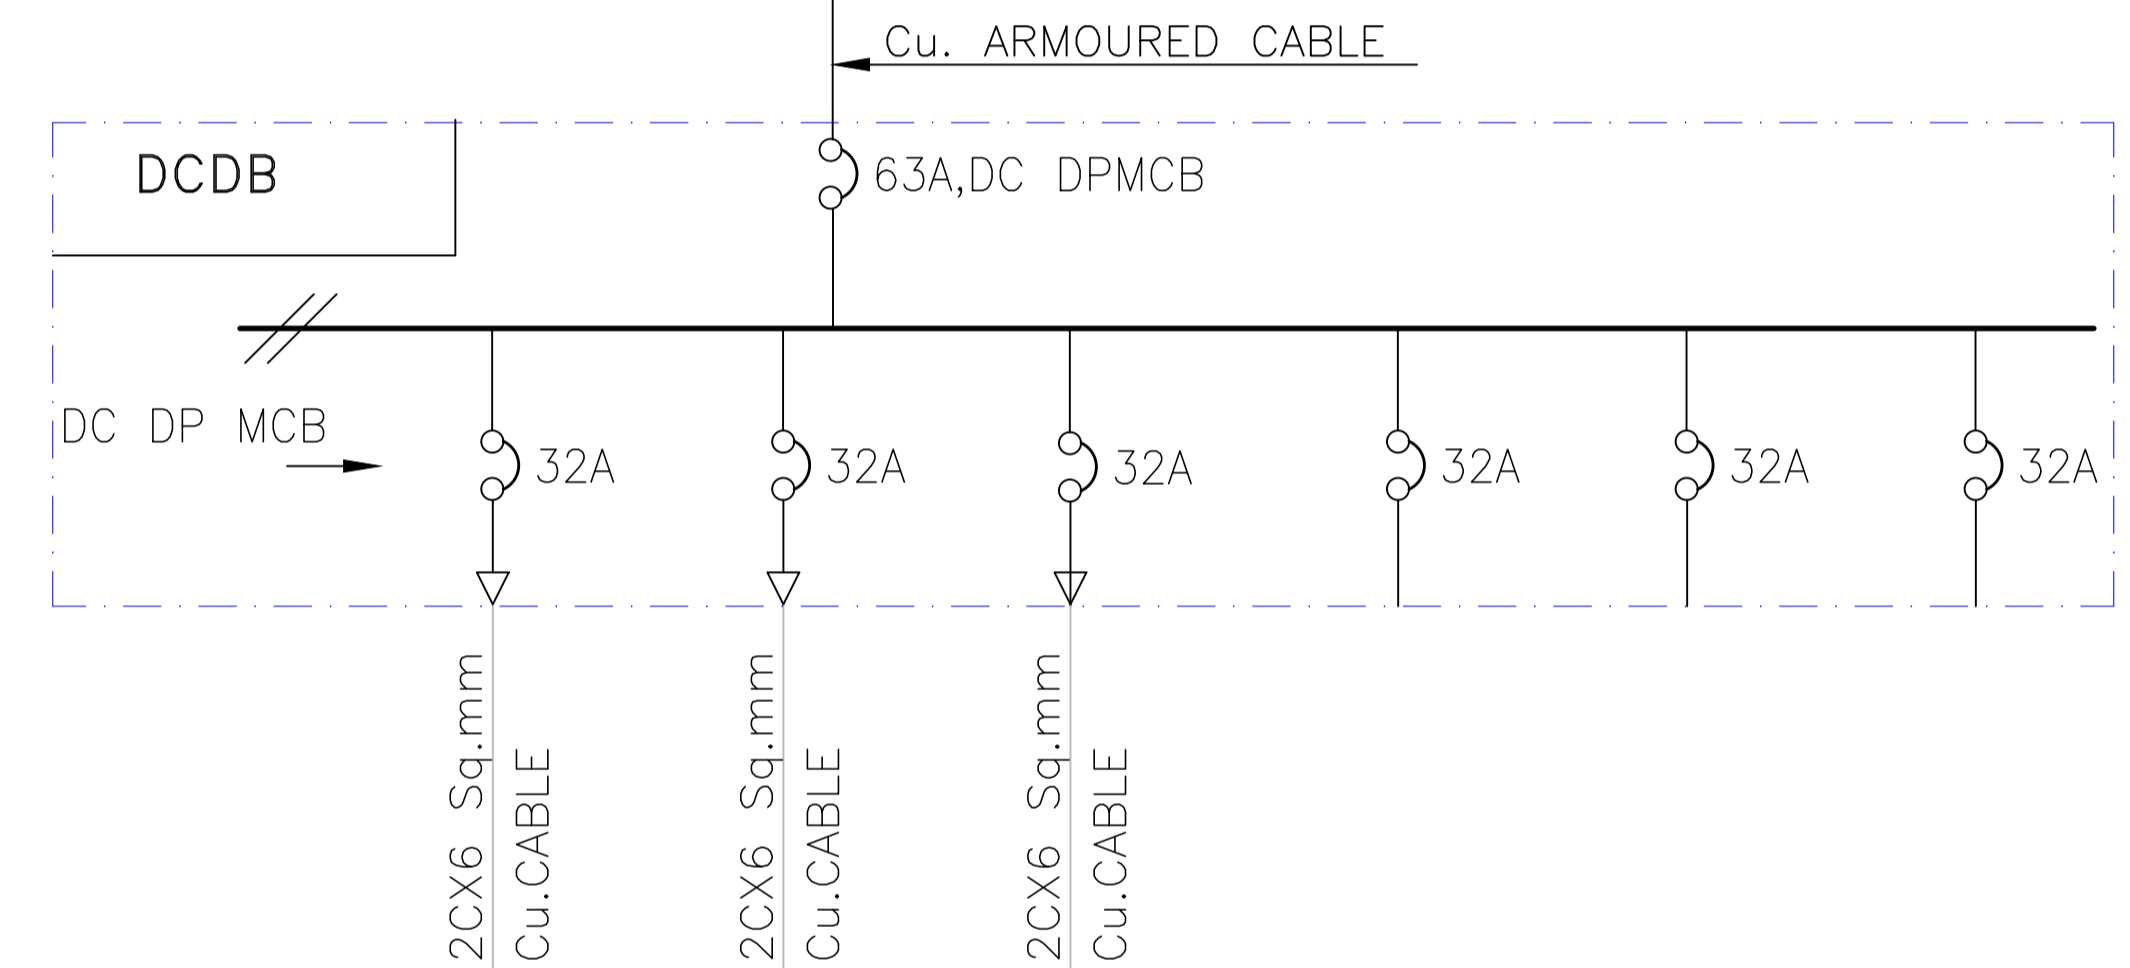 Cu. ARMOURED CABLE
DCDB
63A,DC DPMCB
DC DP MCB
32A
32A
32A
32A
32A
32A
2CX6 Sq.mm
Cu.CABLE
2CX6 Sq.mm
Cu.CABLE
2CX6 Sq.mm
Cu.CABLE